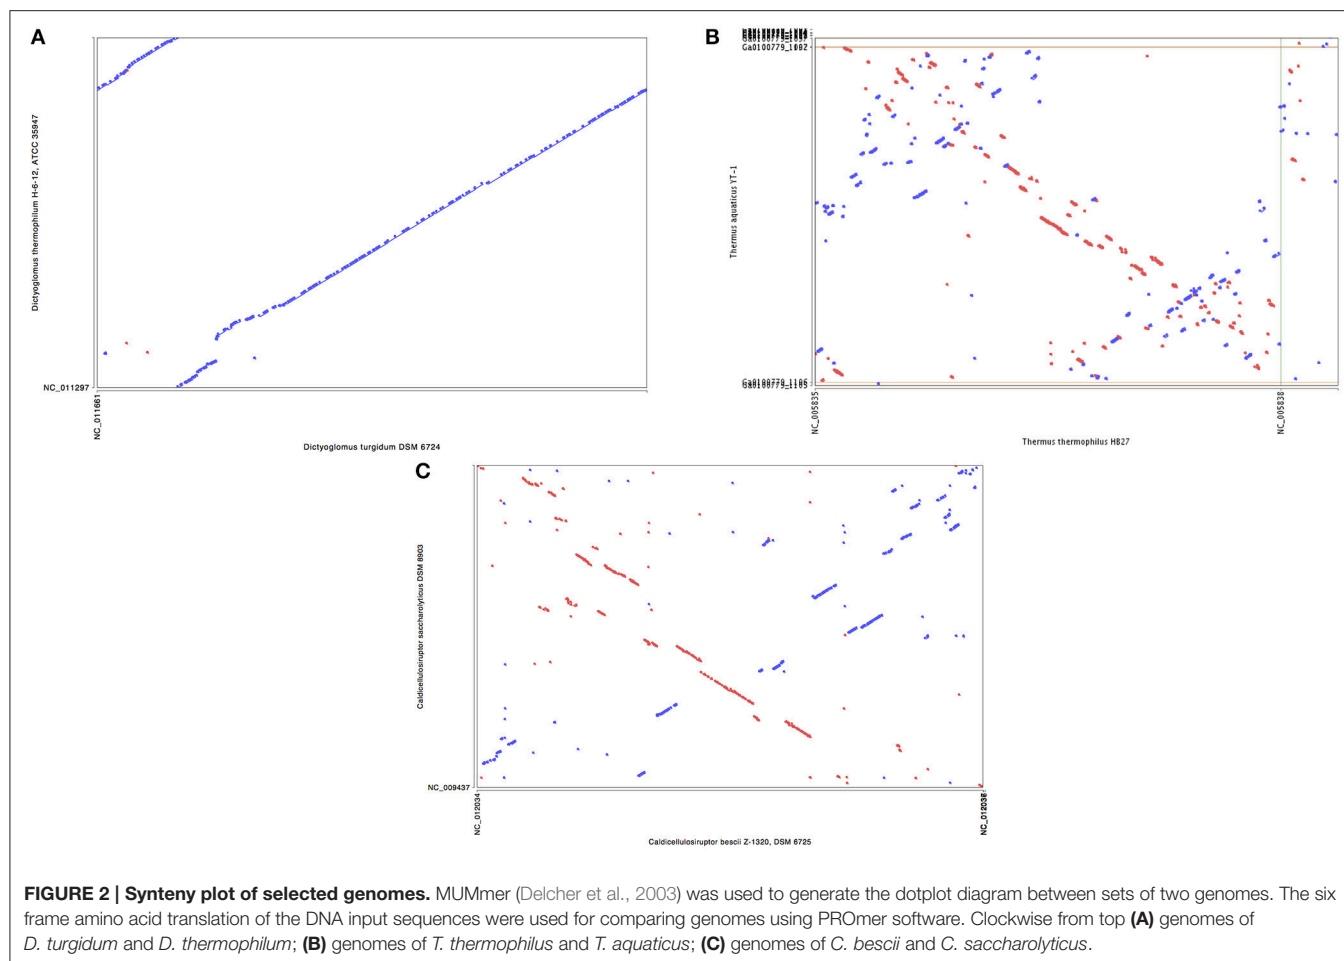 A
Dictyoglomus thermophilum H-6-12, ATCC 35947
NC_011297
NC_011661
Dictyoglomus turgidum DSM 6724
B
Ga0100779_1102
Thermus aquaticus YT-1
Ga0100779_1106
Ga0100779_1105
NC_005835
NC_005838
Thermus thermophilus HB27
C
Caldicellulosiruptor saccharolyticus DSM 8903
NC_009437
NC_012034
Caldicellulosiruptor bescii Z-1320, DSM 6725
FIGURE 2 | Synteny plot of selected genomes. MUMmer (Delcher et al., 2003) was used to generate the dotplot diagram between sets of two genomes. The six
frame amino acid translation of the DNA input sequences were used for comparing genomes using PROmer software. Clockwise from top (A) genomes of
D. turgidum and D. thermophilum; (B) genomes of T. thermophilus and T. aquaticus; (C) genomes of C. bescii and C. saccharolyticus.